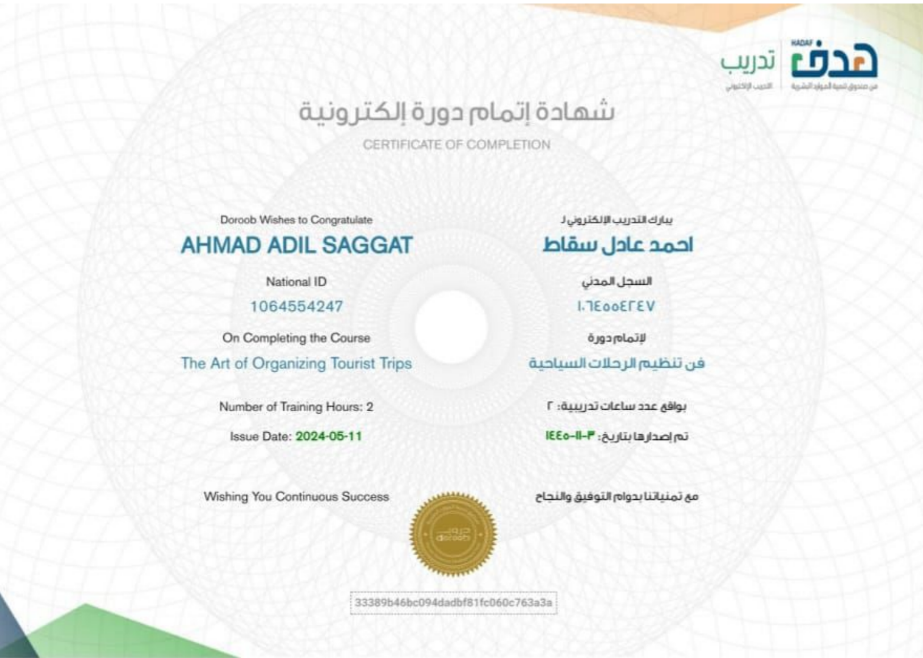 HADAF
هدف
تدريب
من صندوق تنمية الموارد البشرية
التدريب الإلكتروني
شهادة إتمام دورة إلكترونية
CERTIFICATE OF COMPLETION
Doroob Wishes to Congratulate
يبارك التدريب الإلكتروني لـ
AHMAD ADIL SAGGAT
احمد عادل سقاط
National ID
السجل المدني
1064554247
١٠٦٤٥٥٤٢٤٧
On Completing the Course
لإتمام دورة
The Art of Organizing Tourist Trips
فن تنظيم الرحلات السياحية
Number of Training Hours: 2
بواقع عدد ساعات تدريبية: ٢
Issue Date: 2024-05-11
تم إصدارها بتاريخ: ٣-١١-١٤٤٥
Wishing You Continuous Success
مع تمنياتنا بدوام التوفيق والنجاح
دروب
doroob
33389b46bc094dadbf81fc060c763a3a